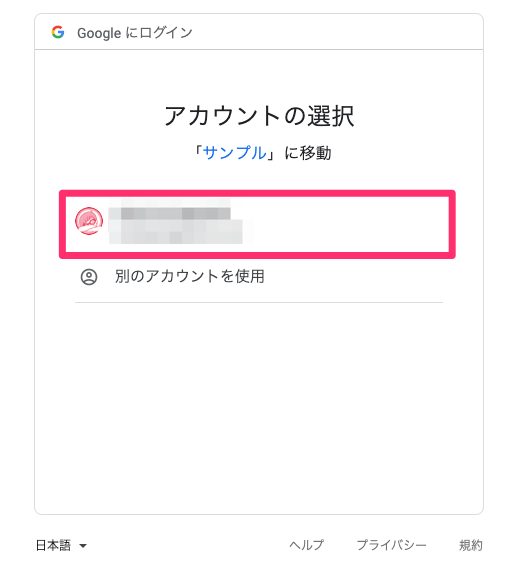 Google にログイン
アカウントの選択
「サンプル」に移動
別のアカウントを使用
日本語
ヘルプ
プライバシー
規約